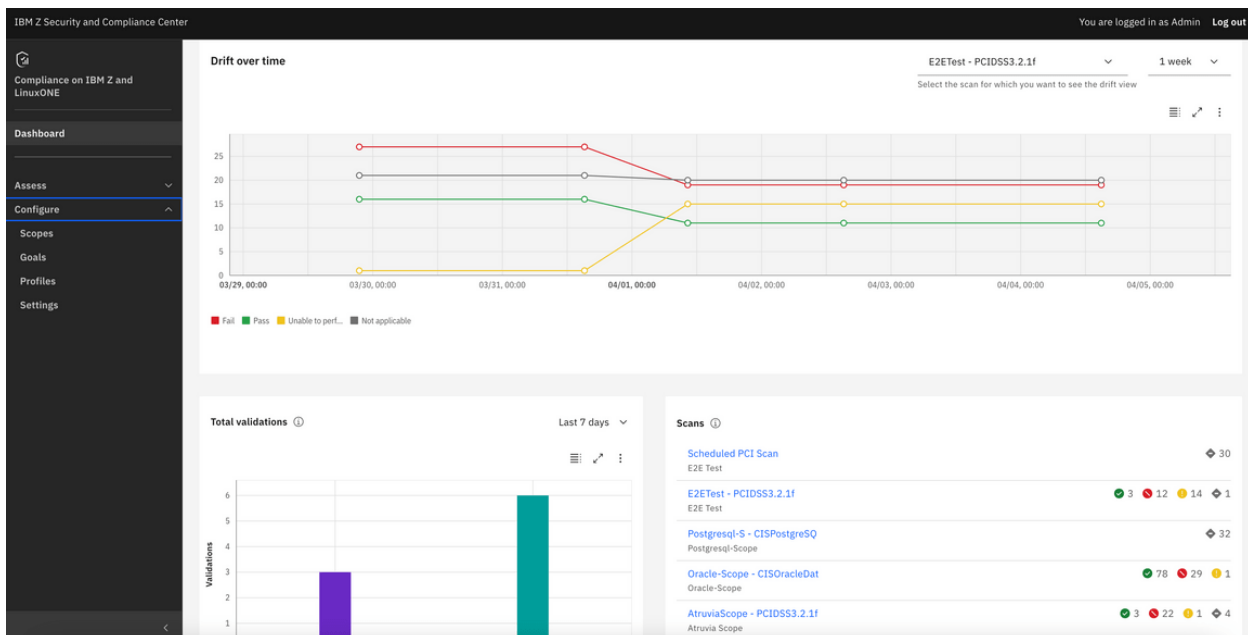 IBM Z Security and Compliance Center
You are logged in as Admin Log out
Compliance on IBM Z and
LinuxONE
Dashboard
Assess
Configure
Scopes
Goals
Profiles
Settings
Drift over time
E2ETest - PCIDSS3.2.1f
1 week
Select the scan for which you want to see the drift view
25
20
15
10
5
0
03/29, 00:00 03/30, 00:00 03/31, 00:00 04/01, 00:00 04/02, 00:00 04/03, 00:00 04/04, 00:00 04/05, 00:00
Fail Pass Unable to perf... Not applicable
Total validations
Last 7 days
Validations
6
5
4
3
2
1
Scans
Scheduled PCI Scan 30
E2E Test
E2ETest - PCIDSS3.2.1f 3 12 14 1
E2E Test
Postgresql-S - CISPostgreSQ 32
Postgresql-Scope
Oracle-Scope - CISOracleDat 78 29 1
Oracle-Scope
AtruviaScope - PCIDSS3.2.1f 3 22 1 4
Atruvia Scope